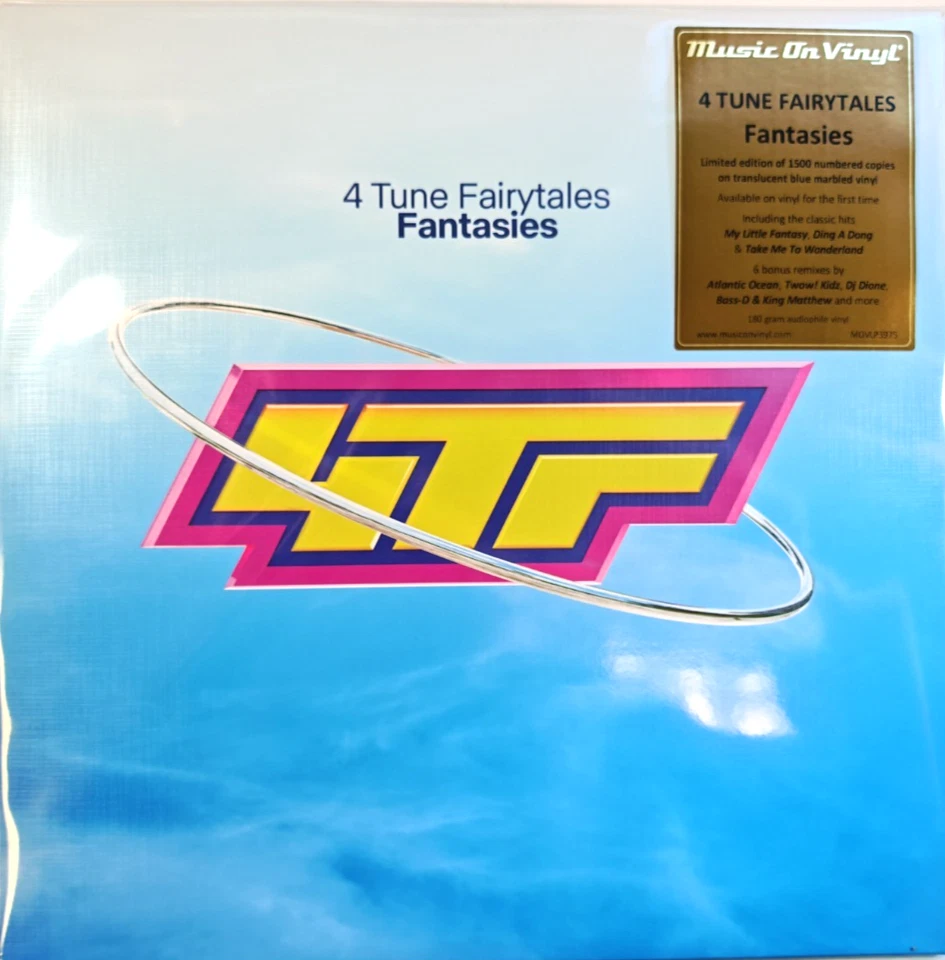 Music On Vinyl®
4 TUNE FAIRYTALES
Fantasies
Limited edition of 1500 numbered copies
on translucent blue marbled vinyl
Available on vinyl for the first time
Including the classic hits
My Little Fantasy, Ding A Dong
& Take Me To Wonderland
6 bonus remixes by
Atlantic Ocean, Twow! Kidz, Dj Dione,
Bass-D & King Matthew and more
180 gram audiophile vinyl
www.musiconvinyl.com MOVLP3975
4 Tune Fairytales
Fantasies
4TF